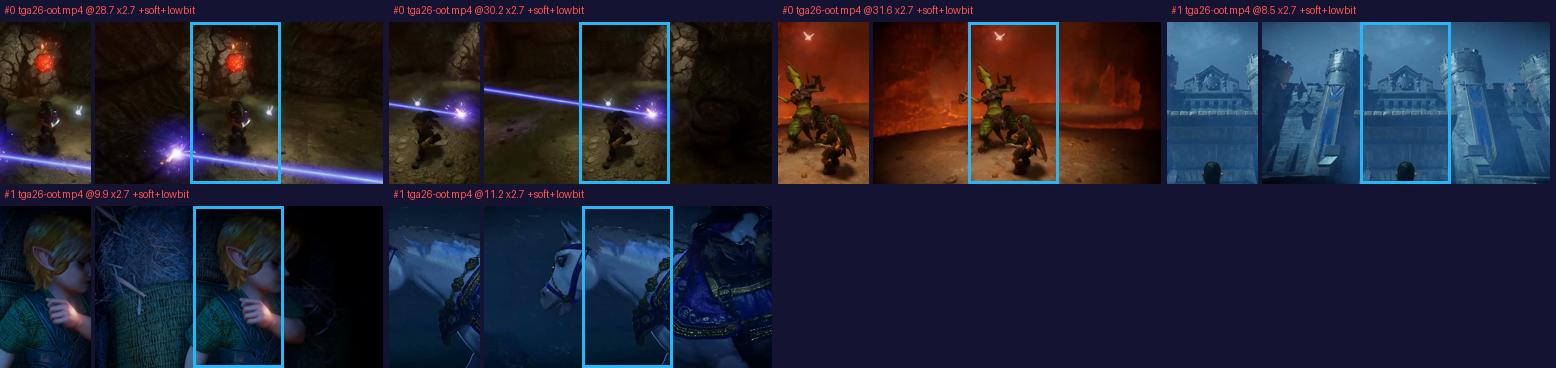 #0 tga26-oot.mp4 @28.7 x2.7 +soft+lowbit
#0 tga26-oot.mp4 @30.2 x2.7 +soft+lowbit
#0 tga26-oot.mp4 @31.6 x2.7 +soft+lowbit
#1 tga26-oot.mp4 @8.5 x2.7 +soft+lowbit
#1 tga26-oot.mp4 @9.9 x2.7 +soft+lowbit
#1 tga26-oot.mp4 @11.2 x2.7 +soft+lowbit